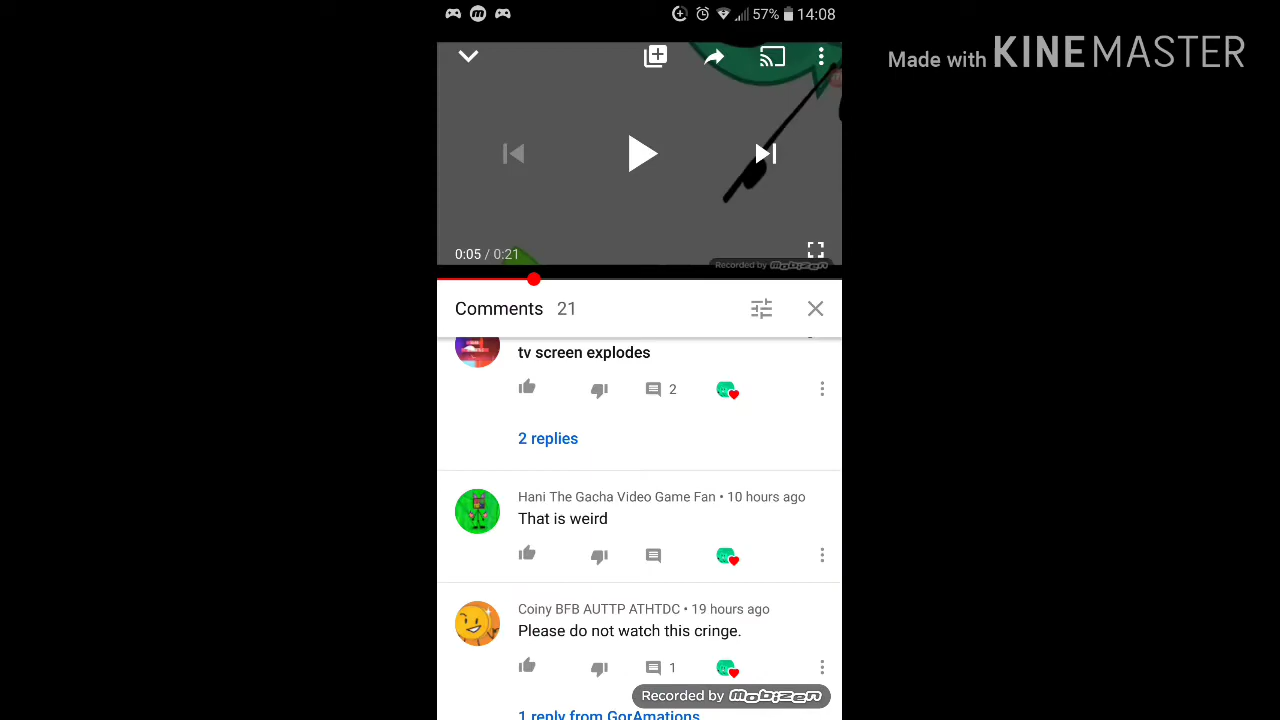 57% 14:08
Made with KINEMASTER
0:05 / 0:21
Recorded by mobizen
Comments 21
tv screen explodes
2
2 replies
Hani The Gacha Video Game Fan • 10 hours ago
That is weird
Coiny BFB AUTTP ATHTDC • 19 hours ago
Please do not watch this cringe.
1
Recorded by mobizen
1 reply from GorAmations